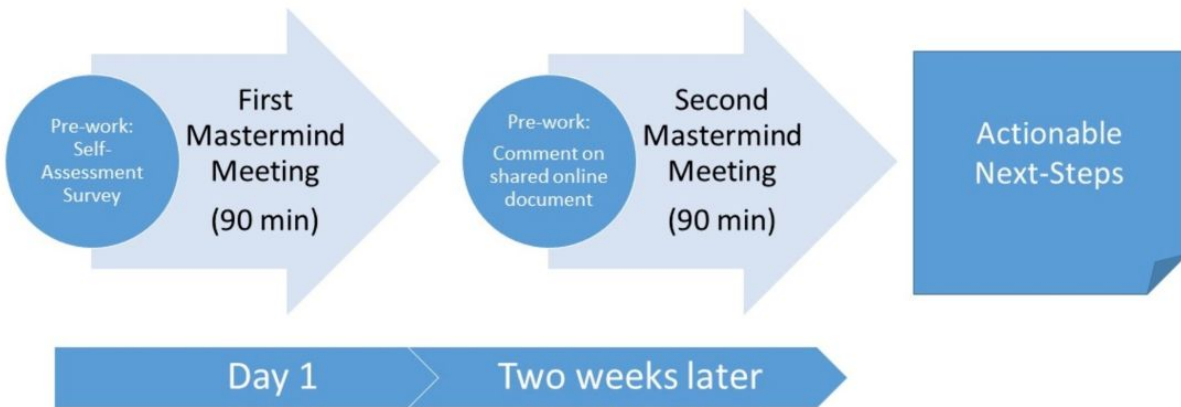 Pre-work:
Self-
Assessment
Survey
First
Mastermind
Meeting
(90 min)
Pre-work:
Comment on
shared online
document
Second
Mastermind
Meeting
(90 min)
Actionable
Next-Steps
Day 1
Two weeks later